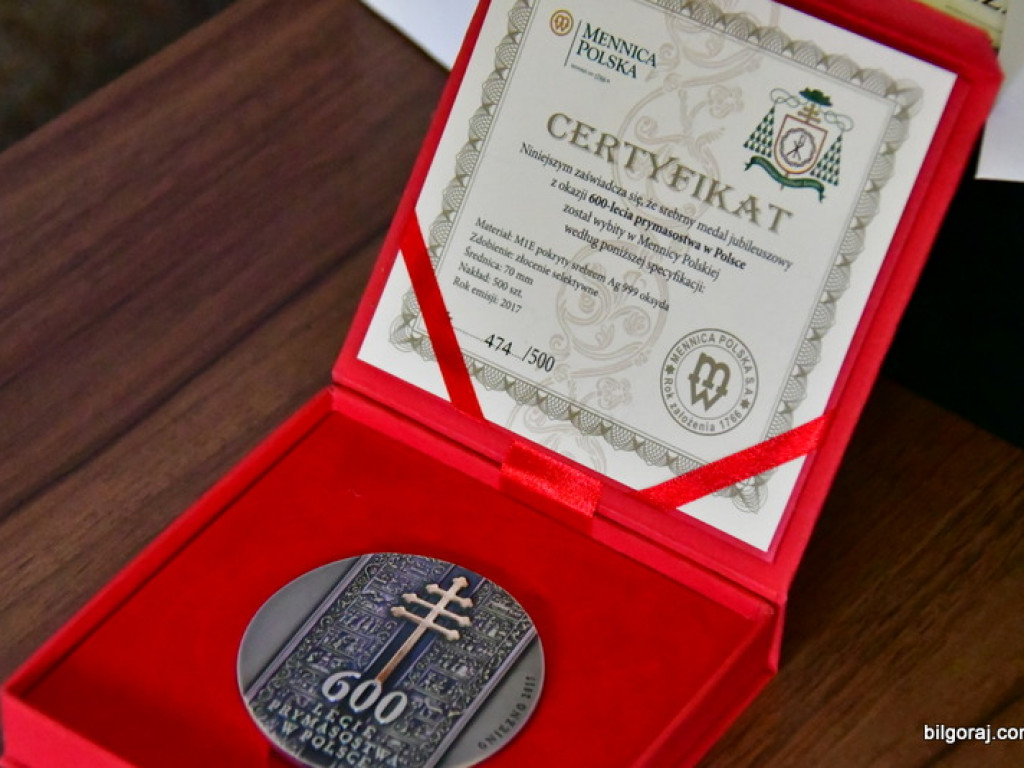 MENNICA
POLSKA
CERTYFIKAT
Niniejszym zaświadcza się, że srebrny medal jubileuszowy
z okazji 600-lecia prymasostwa w Polsce
został wybity w Mennicy Polskiej
według poniższej specyfikacji:
Materiał: M1E pokryty srebrem Ag 999 oksyda
Zdobienie: złocenie selektywne
Średnica: 70 mm
Nakład: 500 szt.
Rok emisji: 2017
474 /500
MENNICA POLSKA S.A.
Rok założenia 1766
600
LECIE
PRYMASOSTWA
W POLSCE
GNIEZNO 2017
bilgoraj.com